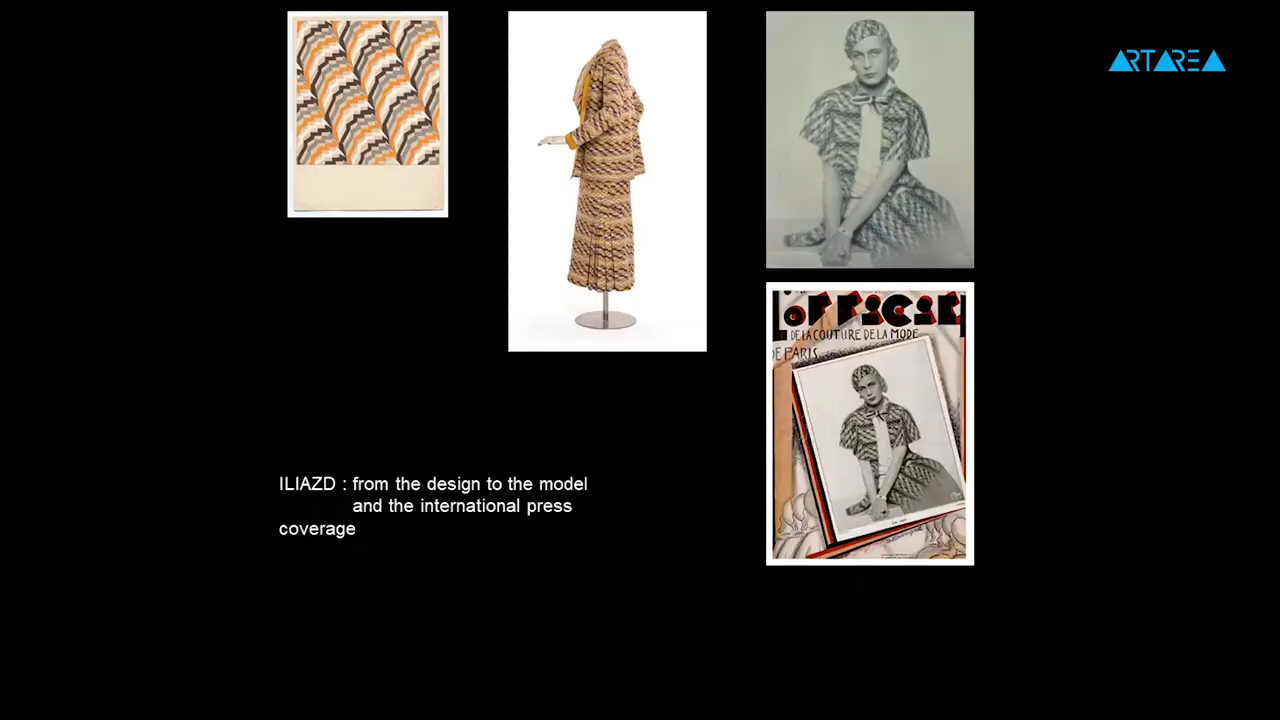 ARTAREA
L'OFFICIEL
DE LA COUTURE DE LA MODE
DE PARIS
ILIAZD : from the design to the model
and the international press
coverage